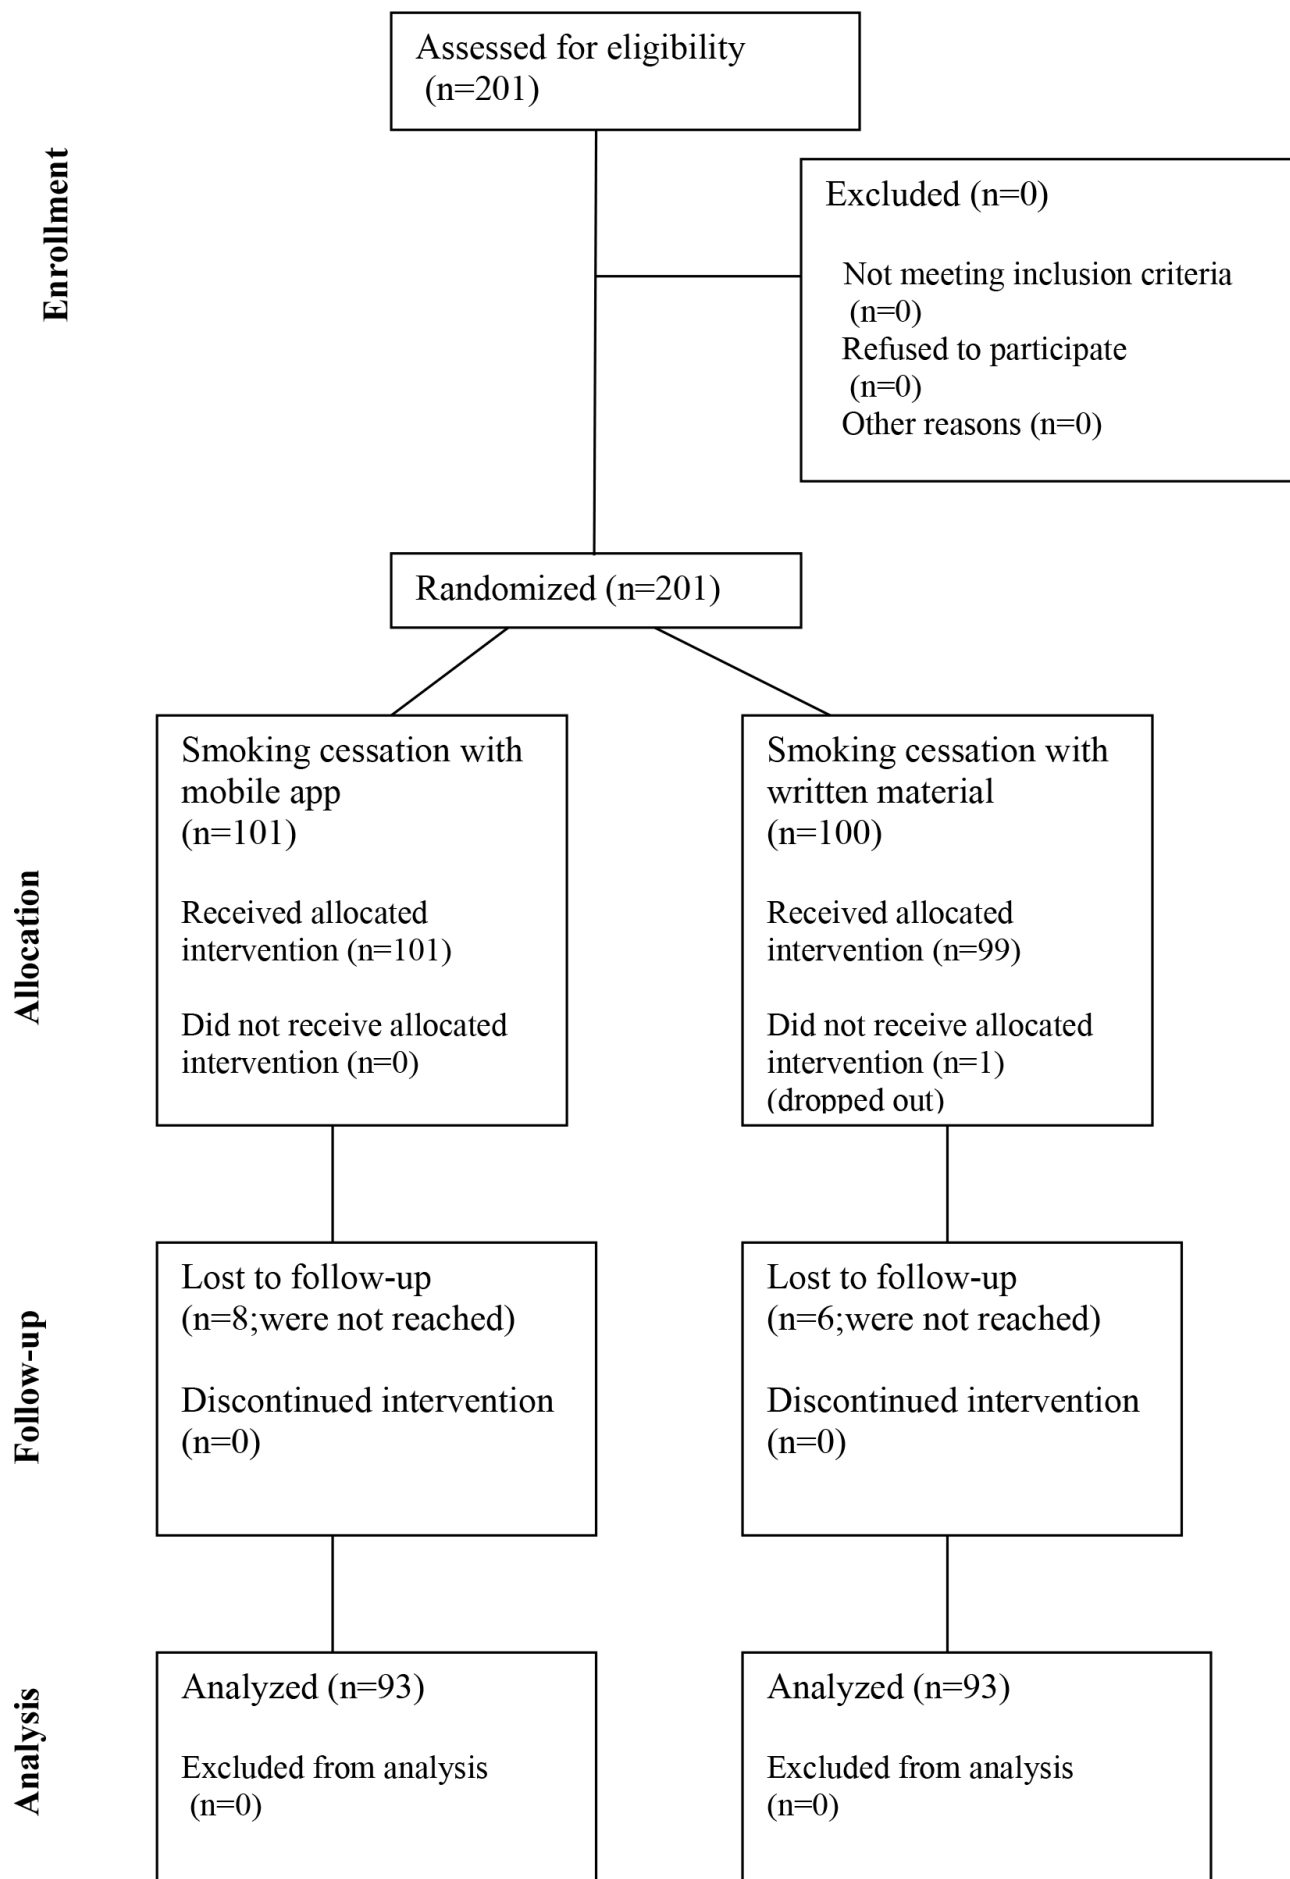 Assessed for eligibility
(n=201)
Enrollment
Excluded (n=0)
Not meeting inclusion criteria
(n=0)
Refused to participate
(n=0)
Other reasons (n=0)
Randomized (n=201)
Allocation
Smoking cessation with
mobile app
(n=101)
Received allocated
intervention (n=101)
Did not receive allocated
intervention (n=0)
Smoking cessation with
written material
(n=100)
Received allocated
intervention (n=99)
Did not receive allocated
intervention (n=1)
(dropped out)
Follow-up
Lost to follow-up
(n=8;were not reached)
Discontinued intervention
(n=0)
Lost to follow-up
(n=6;were not reached)
Discontinued intervention
(n=0)
Analysis
Analyzed (n=93)
Excluded from analysis
(n=0)
Analyzed (n=93)
Excluded from analysis
(n=0)